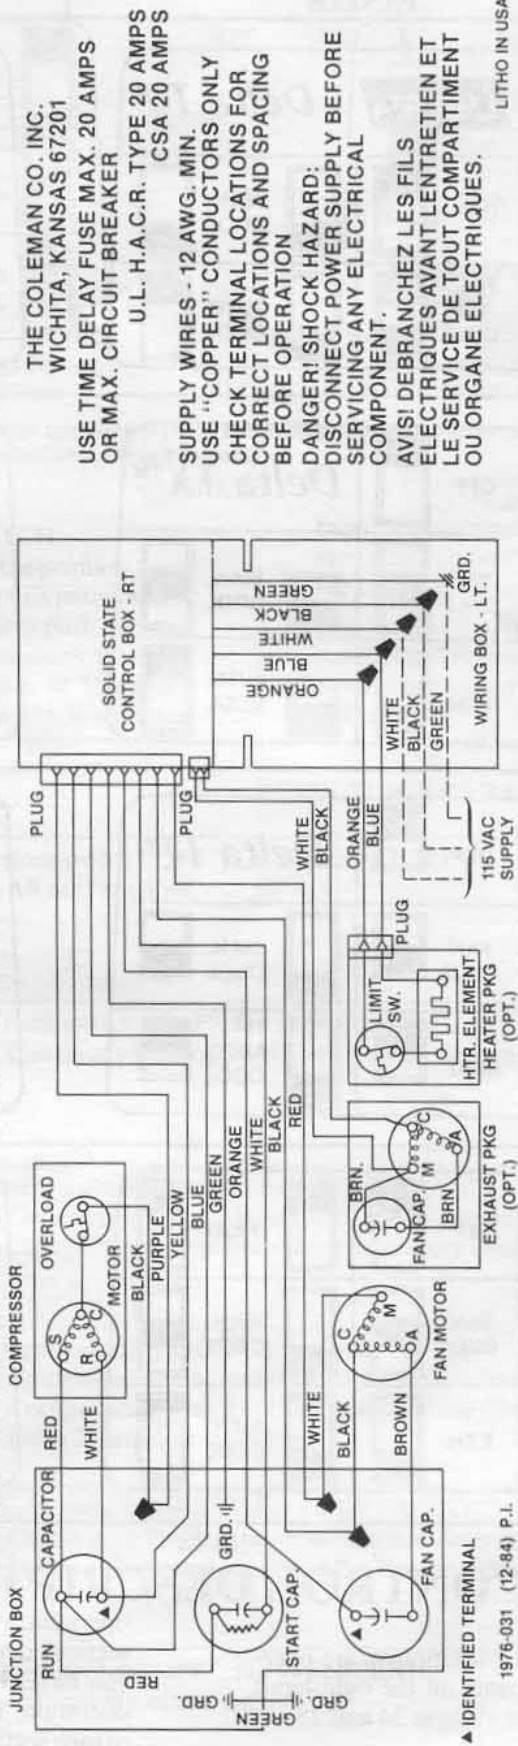 JUNCTION BOX
RUN
CAPACITOR
RED
GRD.
START CAP.
GRD.
GREEN
GRD.
FAN CAP.
▲ IDENTIFIED TERMINAL
1976-031 (12-84) P.I.
COMPRESSOR
OVERLOAD
S
R
C
MOTOR
RED
WHITE
BLACK
PURPLE
YELLOW
BLUE
GREEN
ORANGE
WHITE
BLACK
RED
WHITE
BLACK
BROWN
C
M
A
FAN MOTOR
BRN.
FAN CAP.
BRN
C
M
A
EXHAUST PKG
(OPT.)
LIMIT
SW.
HTR. ELEMENT
HEATER PKG
(OPT.)
PLUG
PLUG
PLUG
WHITE
BLACK
ORANGE
BLUE
115 VAC
SUPPLY
WHITE
BLACK
GREEN
SOLID STATE
CONTROL BOX - RT
ORANGE
BLUE
WHITE
BLACK
GREEN
GRD.
WIRING BOX - LT.
THE COLEMAN CO. INC.
WICHITA, KANSAS 67201
USE TIME DELAY FUSE MAX. 20 AMPS
OR MAX. CIRCUIT BREAKER
U.L. H.A.C.R. TYPE 20 AMPS
CSA 20 AMPS
SUPPLY WIRES - 12 AWG. MIN.
USE "COPPER" CONDUCTORS ONLY
CHECK TERMINAL LOCATIONS FOR
CORRECT LOCATIONS AND SPACING
BEFORE OPERATION
DANGER! SHOCK HAZARD:
DISCONNECT POWER SUPPLY BEFORE
SERVICING ANY ELECTRICAL
COMPONENT.
AVIS! DEBRANCHEZ LES FILS
ELECTRIQUES AVANT LENTRETIEN ET
LE SERVICE DE TOUT COMPARTIMENT
OU ORGANE ELECTRIQUES.
LITHO IN USA